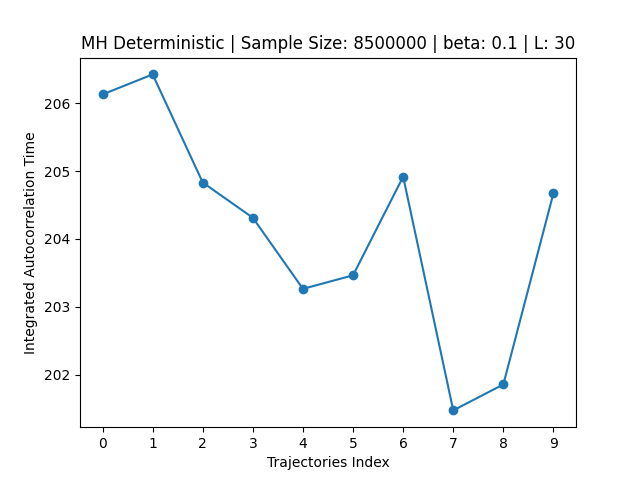 MH Deterministic | Sample Size: 8500000 | beta: 0.1 | L: 30
Integrated Autocorrelation Time
206
205
204
203
202
0 1 2 3 4 5 6 7 8 9
Trajectories Index